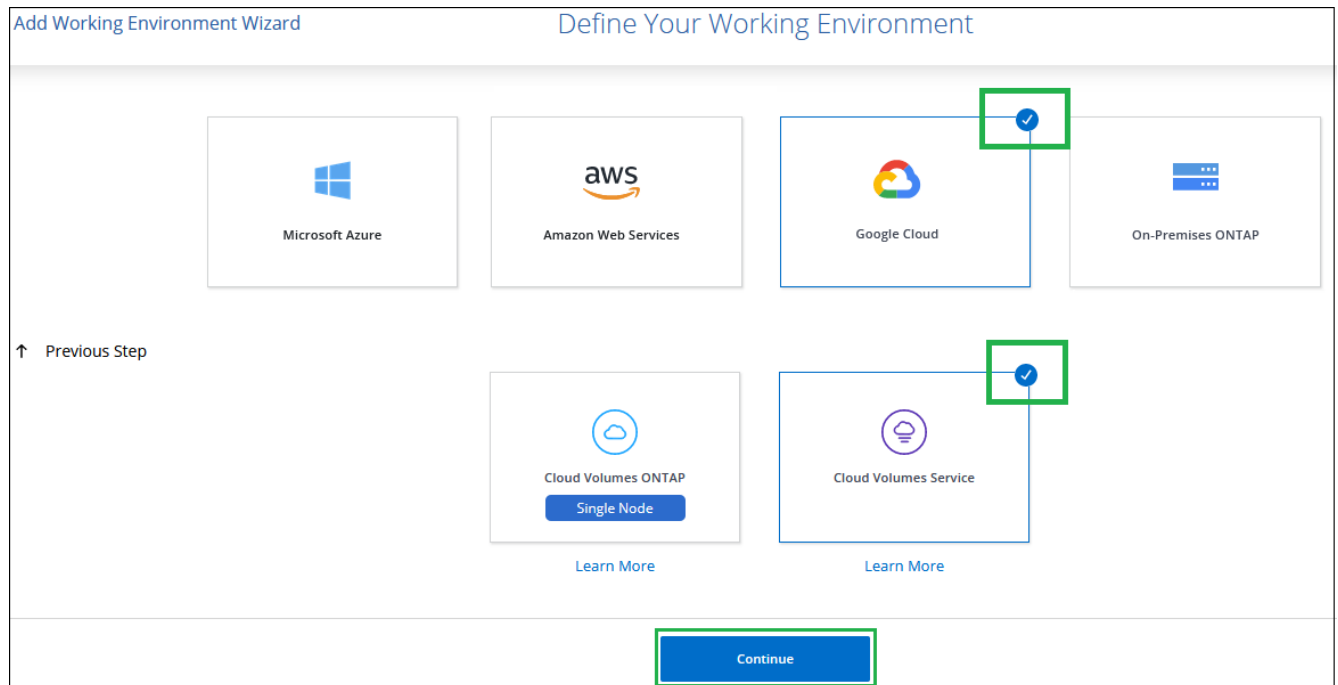 Add Working Environment Wizard
Define Your Working Environment
aws
Microsoft Azure
Amazon Web Services
Google Cloud
On-Premises ONTAP
↑ Previous Step
Cloud Volumes ONTAP
Cloud Volumes Service
Single Node
Learn More
Learn More
Continue